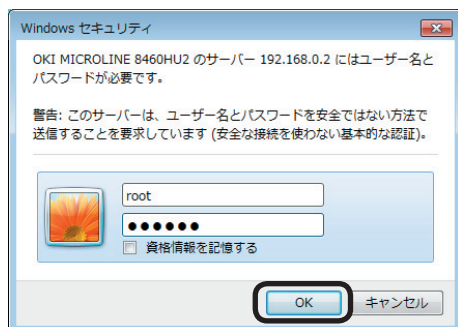 Windows セキュリティ
OKI MICROLINE 8460HU2 のサーバー 192.168.0.2 にはユーザー名と
パスワードが必要です。
警告: このサーバーは、ユーザー名とパスワードを安全ではない方法で
送信することを要求しています (安全な接続を使わない基本的な認証)。
root
●●●●●●
資格情報を記憶する
OK
キャンセル